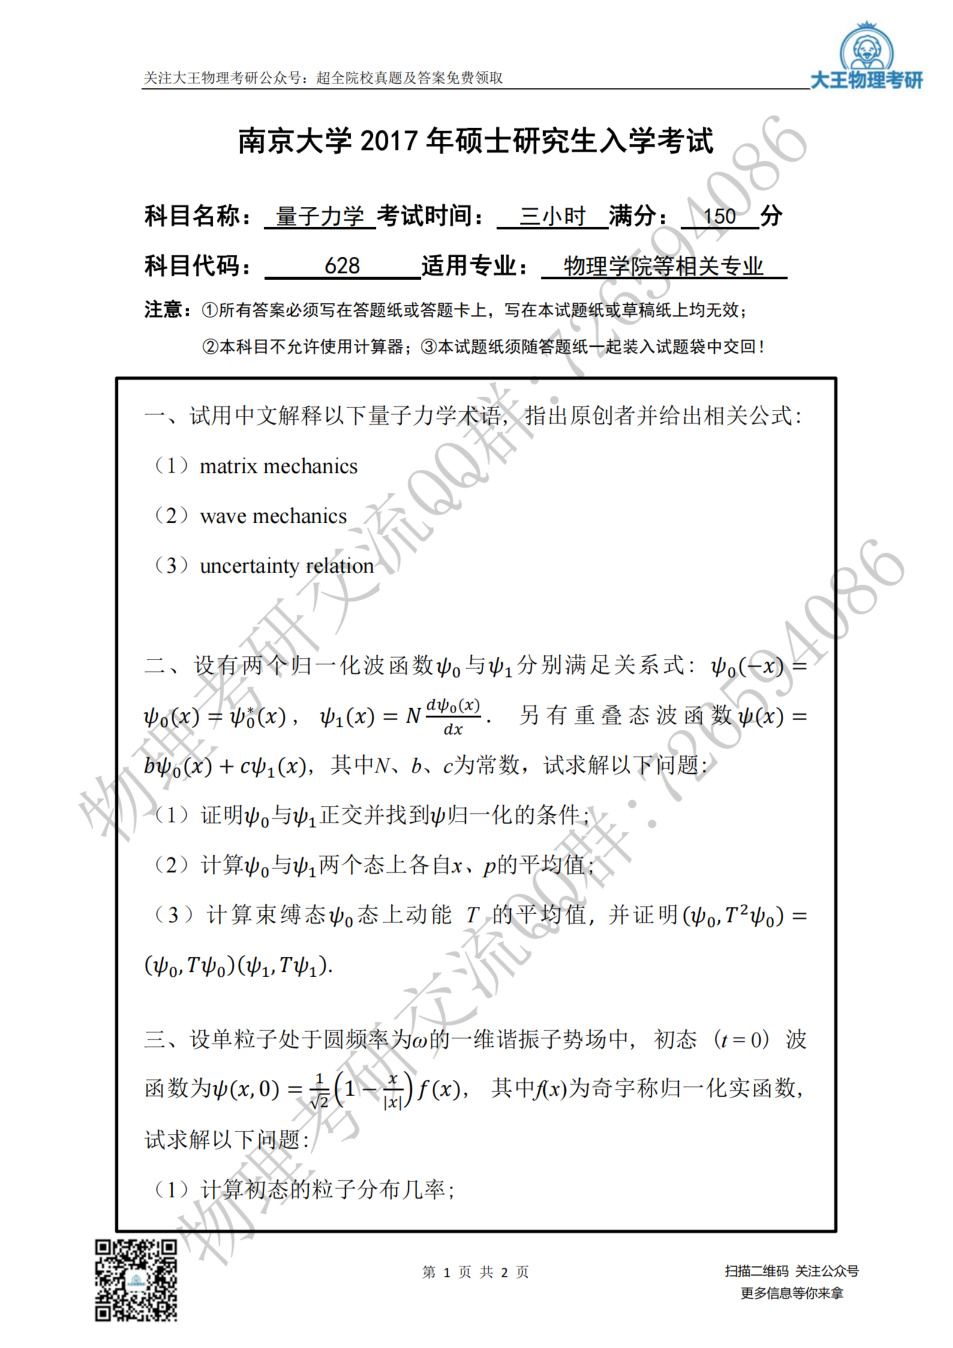 关注大王物理考研公众号：超全院校真题及答案免费领取
大王物理考研
南京大学 2017 年硕士研究生入学考试
科目名称： 量子力学 考试时间： 三小时 满分： 150 分
科目代码： 628 适用专业： 物理学院等相关专业
注意：①所有答案必须写在答题纸或答题卡上，写在本试题纸或草稿纸上均无效；
②本科目不允许使用计算器；③本试题纸须随答题纸一起装入试题袋中交回！
一、试用中文解释以下量子力学术语，指出原创者并给出相关公式：
（1）matrix mechanics
（2）wave mechanics
（3）uncertainty relation
二、设有两个归一化波函数ψ₀与ψ₁分别满足关系式：ψ₀(−x) =
ψ₀(x) = ψ₀*(x)，ψ₁(x) = N dψ₀(x)/dx． 另有重叠态波函数ψ(x) =
bψ₀(x) + cψ₁(x)，其中N、b、c为常数，试求解以下问题：
（1）证明ψ₀与ψ₁正交并找到ψ归一化的条件；
（2）计算ψ₀与ψ₁两个态上各自x、p的平均值；
（3）计算束缚态ψ₀态上动能 T 的平均值，并证明(ψ₀, T²ψ₀) =
(ψ₀, Tψ₀)(ψ₁, Tψ₁).
三、设单粒子处于圆频率为ω的一维谐振子势场中，初态（t = 0）波
函数为ψ(x, 0) = 1/√2 (1 − x/|x|) f(x)， 其中f(x)为奇宇称归一化实函数，
试求解以下问题：
（1）计算初态的粒子分布几率；
物理考研交流QQ群：726594086
物理考研交流QQ群：726594086
大王物理考研
第 1 页 共 2 页
扫描二维码 关注公众号
更多信息等你来拿